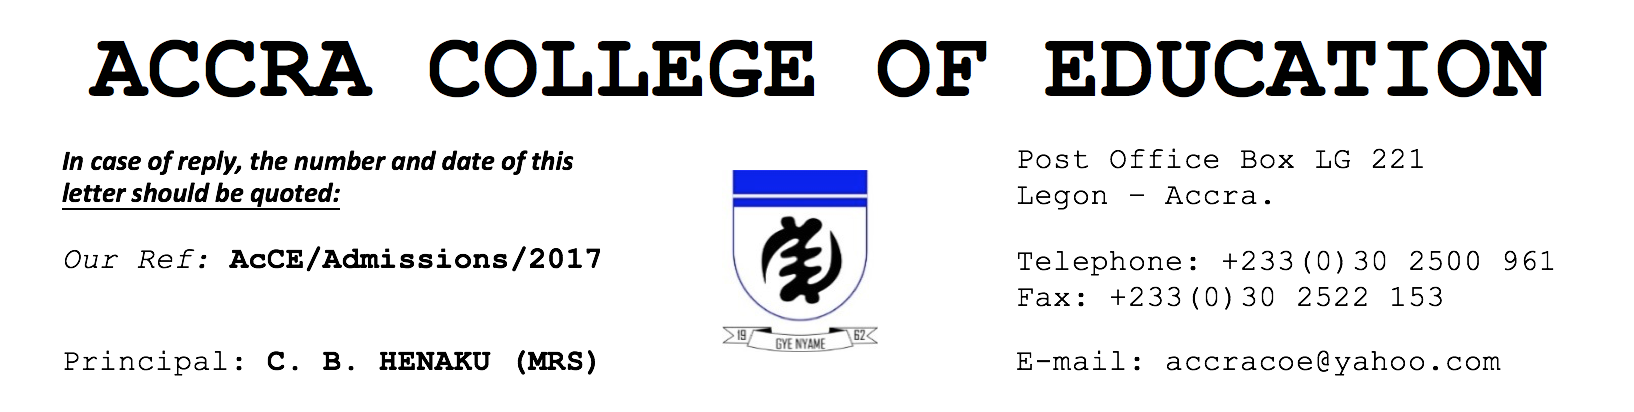 ACCRA COLLEGE OF EDUCATION
In case of reply, the number and date of this
letter should be quoted:
Our Ref: AcCE/Admissions/2017
Principal: C. B. HENAKU (MRS)
19 62
GYE NYAME
Post Office Box LG 221
Legon – Accra.
Telephone: +233(0)30 2500 961
Fax: +233(0)30 2522 153
E-mail: accracoe@yahoo.com